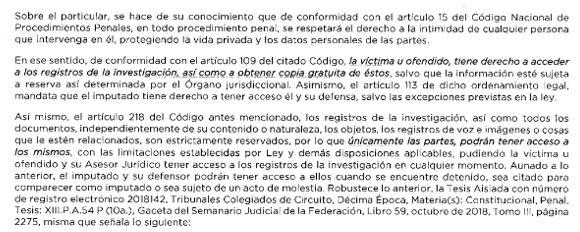 Sobre el particular, se hace de su conocimiento que de conformidad con el artículo 15 del Código Nacional de
Procedimientos Penales, en todo procedimiento penal, se respetará el derecho a la intimidad de cualquier persona
que intervenga en él, protegiendo la vida privada y los datos personales de las partes.
En ese sentido, de conformidad con el artículo 109 del citado Código, la víctima u ofendido, tiene derecho a acceder
a los registros de la investigación, así como a obtener copia gratuita de éstos, salvo que la información esté sujeta
a reserva así determinada por el Órgano jurisdiccional. Asimismo, el artículo 113 de dicho ordenamiento legal,
mandata que el imputado tiene derecho a tener acceso él y su defensa, salvo las excepciones previstas en la ley.
Así mismo, el artículo 218 del Código antes mencionado, los registros de la investigación, así como todos los
documentos, independientemente de su contenido o naturaleza, los objetos, los registros de voz e imágenes o cosas
que le estén relacionados, son estrictamente reservados, por lo que únicamente las partes, podrán tener acceso a
los mismos, con las limitaciones establecidas por Ley y demás disposiciones aplicables, pudiendo la víctima u
ofendido y su Asesor Jurídico tener acceso a los registros de la investigación en cualquier momento. Aunado a lo
anterior, el imputado y su defensor podrán tener acceso a ellos cuando se encuentre detenido, sea citado para
comparecer como imputado o sea sujeto de un acto de molestia. Robustece lo anterior, la Tesis Aislada con número
de registro electrónico 2018142, Tribunales Colegiados de Circuito, Décima Época, Materia(s): Constitucional, Penal,
Tesis: XIII.P.A.54 P (10a.), Gaceta del Semanario Judicial de la Federación, Libro 59, octubre de 2018, Tomo III, página
2275, misma que señala lo siguiente: